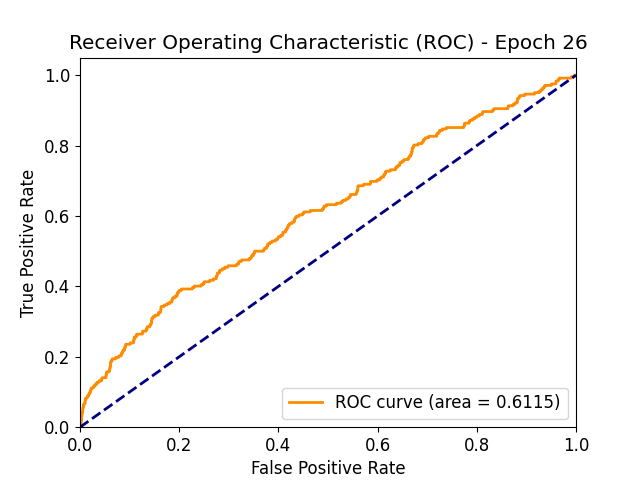 Receiver Operating Characteristic (ROC) - Epoch 26
True Positive Rate
1.0
0.8
0.6
0.4
0.2
0.0
ROC curve (area = 0.6115)
0.0 0.2 0.4 0.6 0.8 1.0
False Positive Rate